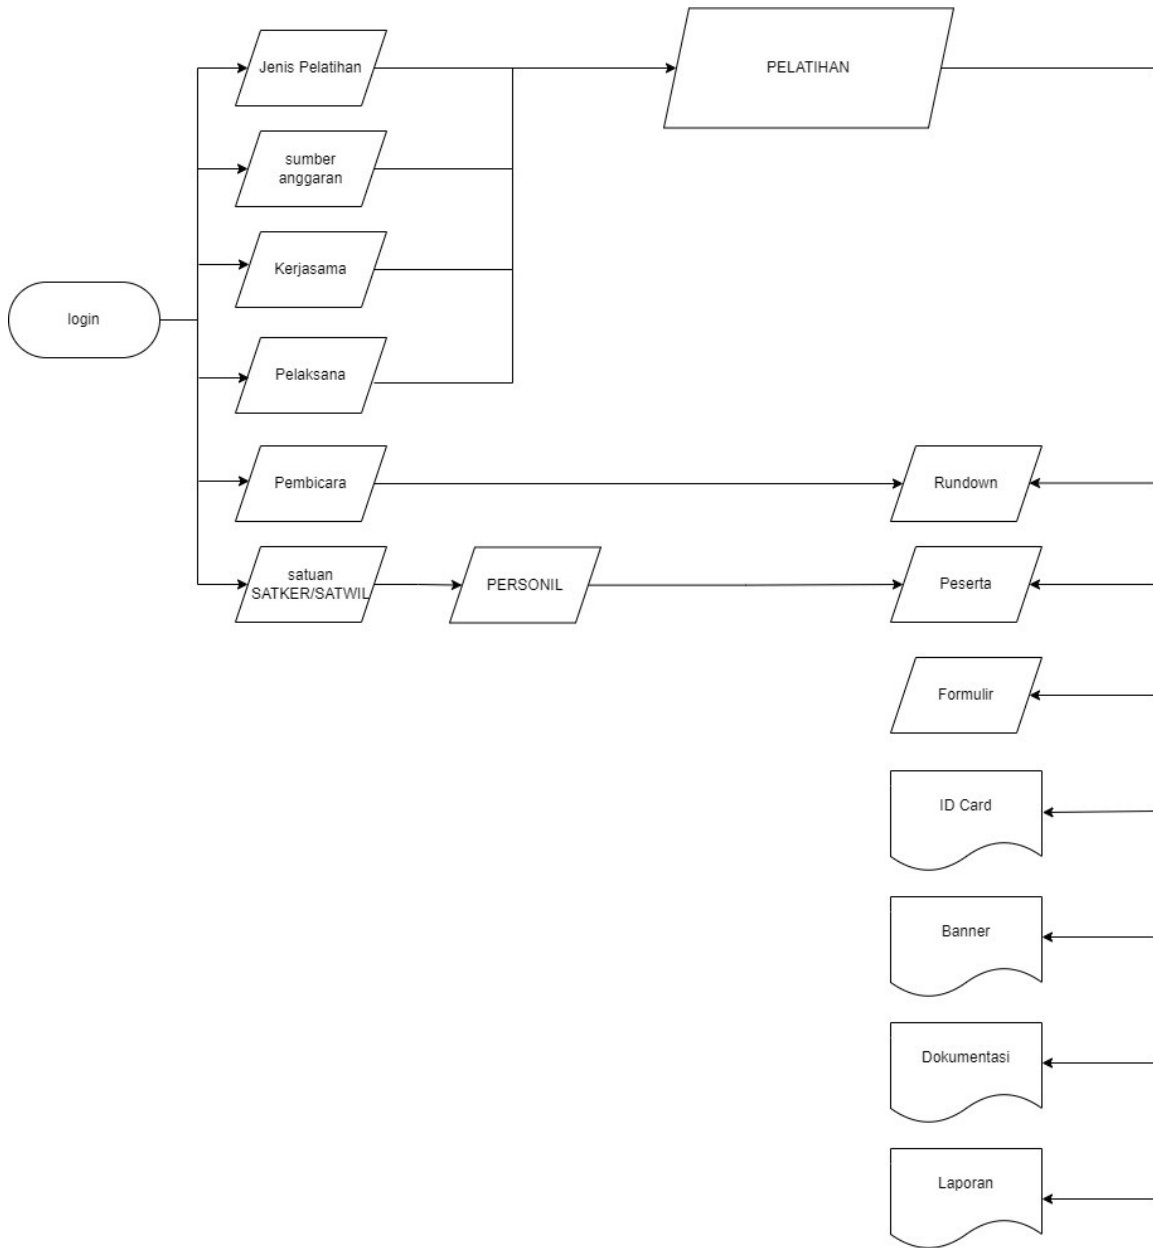 Jenis Pelatihan
PELATIHAN
sumber
anggaran
Kerjasama
login
Pelaksana
Pembicara
Rundown
satuan
SATKER/SATWIL
PERSONIL
Peserta
Formulir
ID Card
Banner
Dokumentasi
Laporan